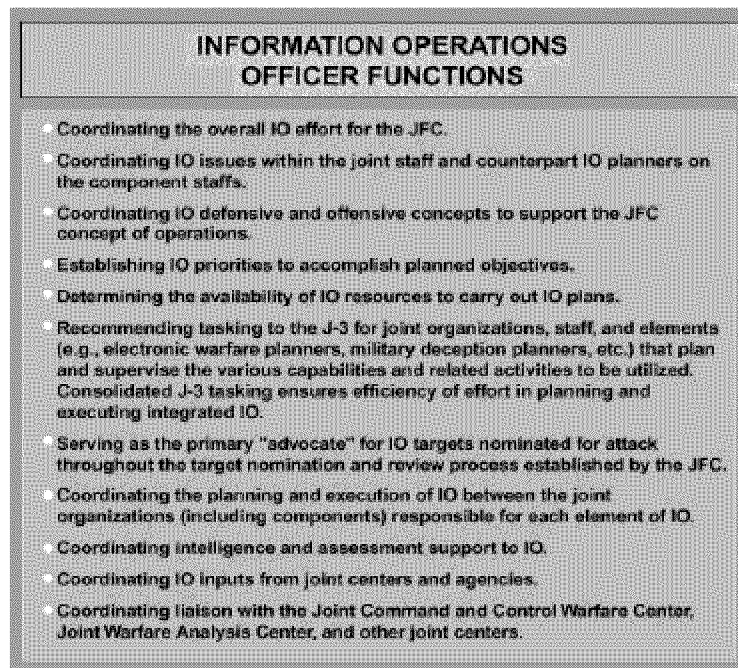 INFORMATION OPERATIONS
OFFICER FUNCTIONS
Coordinating the overall IO effort for the JFC.
Coordinating IO issues within the joint staff and counterpart IO planners on
the component staffs.
Coordinating IO defensive and offensive concepts to support the JFC
concept of operations.
Establishing IO priorities to accomplish planned objectives.
Determining the availability of IO resources to carry out IO plans.
Recommending tasking to the J-3 for joint organizations, staff, and elements
(e.g., electronic warfare planners, military deception planners, etc.) that plan
and supervise the various capabilities and related activities to be utilized.
Consolidated J-3 tasking ensures efficiency of effort in planning and
executing integrated IO.
Serving as the primary "advocate" for IO targets nominated for attack
throughout the target nomination and review process established by the JFC.
Coordinating the planning and execution of IO between the joint
organizations (including components) responsible for each element of IO.
Coordinating intelligence and assessment support to IO.
Coordinating IO inputs from joint centers and agencies.
Coordinating liaison with the Joint Command and Control Warfare Center,
Joint Warfare Analysis Center, and other joint centers.